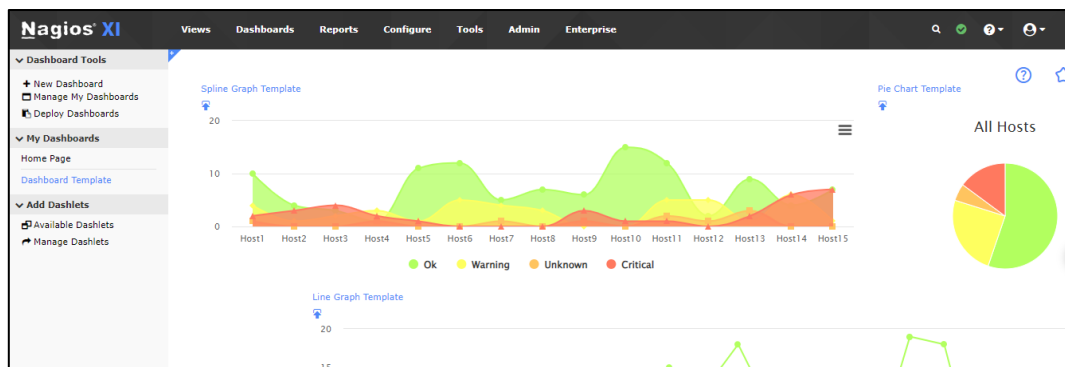 Nagios® XI
Views Dashboards Reports Configure Tools Admin Enterprise
Dashboard Tools
New Dashboard
Manage My Dashboards
Deploy Dashboards
My Dashboards
Home Page
Dashboard Template
Add Dashlets
Available Dashlets
Manage Dashlets
Spline Graph Template
20
10
0
Host1 Host2 Host3 Host4 Host5 Host6 Host7 Host8 Host9 Host10 Host11 Host12 Host13 Host14 Host15
Ok Warning Unknown Critical
Pie Chart Template
All Hosts
Line Graph Template
20
15